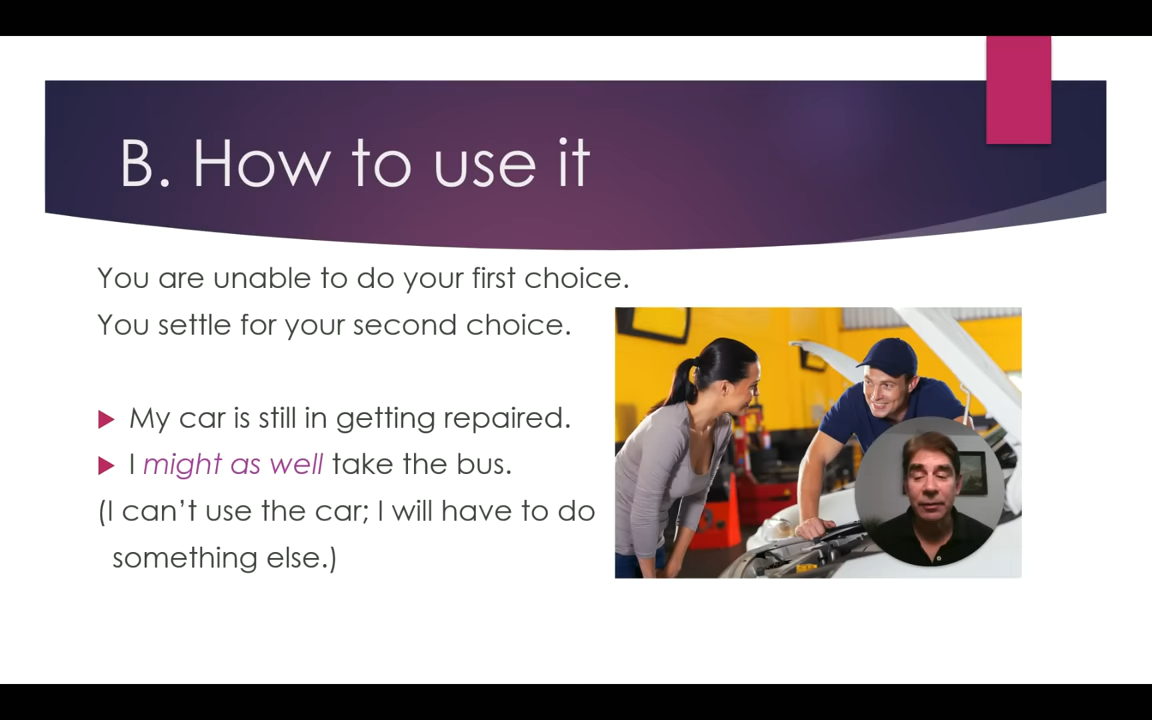 B. How to use it
You are unable to do your first choice.
You settle for your second choice.
My car is still in getting repaired.
I might as well take the bus.
(I can’t use the car; I will have to do
something else.)